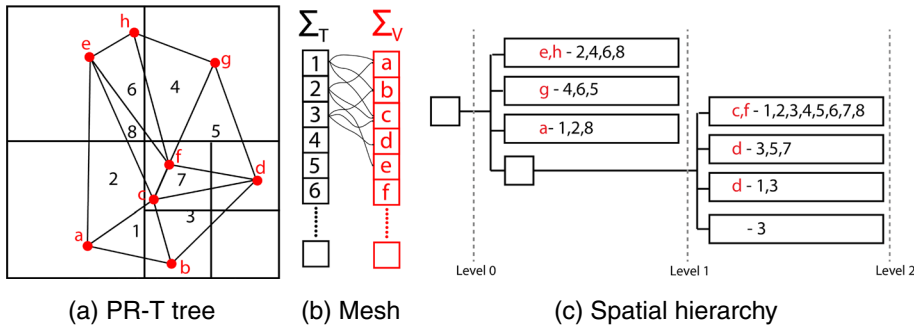 h
e
g
6
4
8
5
f
d
2
7
c
3
a
1
b
(a) PR-T tree
Σ_T Σ_V
1 a
2 b
3 c
4 d
5 e
6 f
(b) Mesh
e,h - 2,4,6,8
g - 4,6,5
a- 1,2,8
c,f - 1,2,3,4,5,6,7,8
d - 3,5,7
d - 1,3
- 3
Level 0 Level 1 Level 2
(c) Spatial hierarchy